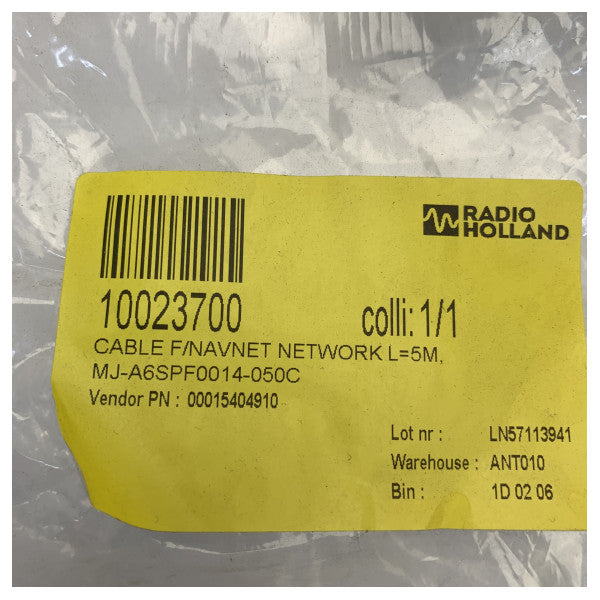 RADIO
HOLLAND
10023700 colli: 1/1
CABLE F/NAVNET NETWORK L=5M,
MJ-A6SPF0014-050C
Vendor PN : 00015404910
Lot nr : LN57113941
Warehouse : ANT010
Bin : 1D 02 06